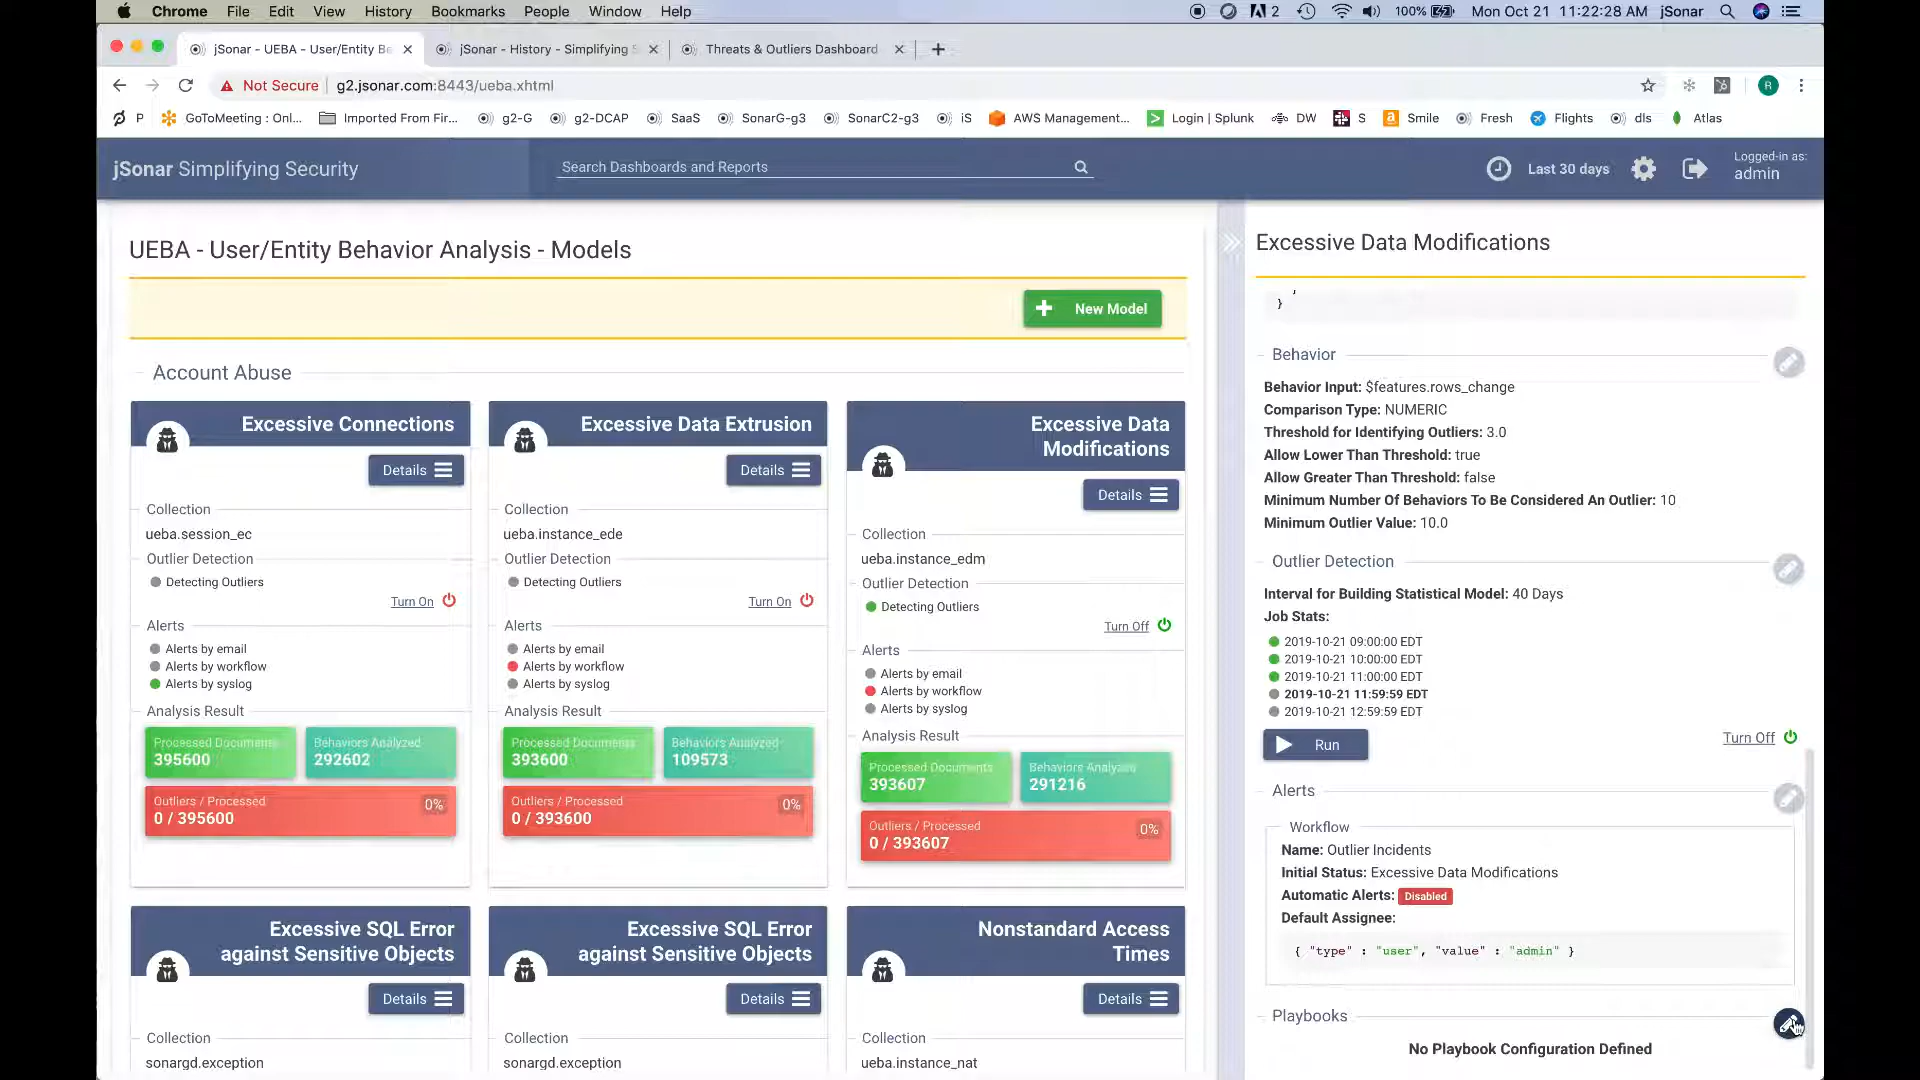 Chrome File Edit View History Bookmarks People Window Help
2 100% Mon Oct 21 11:22:28 AM jSonar
jSonar - UEBA - User/Entity Be
jSonar - History - Simplifying S
Threats & Outliers Dashboard
Not Secure g2.jsonar.com:8443/ueba.xhtml
R
P GoToMeeting : Onl... Imported From Fir... g2-G g2-DCAP SaaS SonarG-g3 SonarC2-g3 iS AWS Management... Login | Splunk DW S Smile Fresh Flights dls Atlas
jSonar Simplifying Security
Search Dashboards and Reports
Last 30 days
Logged-in as:
admin
UEBA - User/Entity Behavior Analysis - Models
New Model
Account Abuse
Excessive Connections
Details
Collection
ueba.session_ec
Outlier Detection
Detecting Outliers
Turn On
Alerts
Alerts by email
Alerts by workflow
Alerts by syslog
Analysis Result
Processed Documents
395600
Behaviors Analyzed
292602
Outliers / Processed
0%
0 / 395600
Excessive Data Extrusion
Details
Collection
ueba.instance_ede
Outlier Detection
Detecting Outliers
Turn On
Alerts
Alerts by email
Alerts by workflow
Alerts by syslog
Analysis Result
Processed Documents
393600
Behaviors Analyzed
109573
Outliers / Processed
0%
0 / 393600
Excessive Data
Modifications
Details
Collection
ueba.instance_edm
Outlier Detection
Detecting Outliers
Turn Off
Alerts
Alerts by email
Alerts by workflow
Alerts by syslog
Analysis Result
Processed Documents
393607
Behaviors Analyzed
291216
Outliers / Processed
0%
0 / 393607
Excessive SQL Error
against Sensitive Objects
Details
Collection
sonargd.exception
Excessive SQL Error
against Sensitive Objects
Details
Collection
sonargd.exception
Nonstandard Access
Times
Details
Collection
ueba.instance_nat
Excessive Data Modifications
}
Behavior
Behavior Input: $features.rows_change
Comparison Type: NUMERIC
Threshold for Identifying Outliers: 3.0
Allow Lower Than Threshold: true
Allow Greater Than Threshold: false
Minimum Number Of Behaviors To Be Considered An Outlier: 10
Minimum Outlier Value: 10.0
Outlier Detection
Interval for Building Statistical Model: 40 Days
Job Stats:
2019-10-21 09:00:00 EDT
2019-10-21 10:00:00 EDT
2019-10-21 11:00:00 EDT
2019-10-21 11:59:59 EDT
2019-10-21 12:59:59 EDT
Run
Turn Off
Alerts
Workflow
Name: Outlier Incidents
Initial Status: Excessive Data Modifications
Automatic Alerts: Disabled
Default Assignee:
{ "type" : "user", "value" : "admin" }
Playbooks
No Playbook Configuration Defined